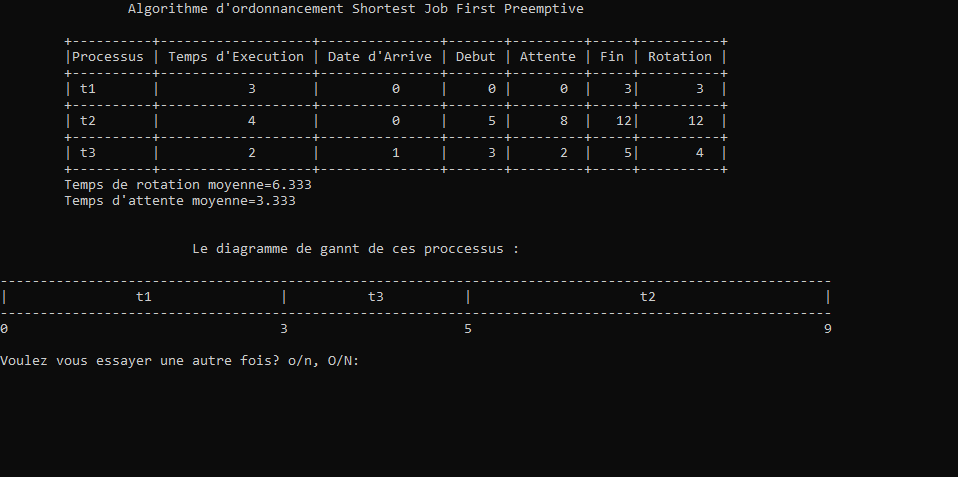 Algorithme d'ordonnancement Shortest Job First Preemptive
+----------+-------------------+---------------+-------+---------+-----+----------+
|Processus | Temps d'Execution | Date d'Arrive | Debut | Attente | Fin | Rotation |
| t1 | 3 | 0 | 0 | 0 | 3| 3 |
| t2 | 4 | 0 | 5 | 8 | 12| 12 |
| t3 | 2 | 1 | 3 | 2 | 5| 4 |
Temps de rotation moyenne=6.333
Temps d'attente moyenne=3.333
Le diagramme de gannt de ces proccessus :
| t1 | t3 | t2 |
0 3 5 9
Voulez vous essayer une autre fois? o/n, O/N: